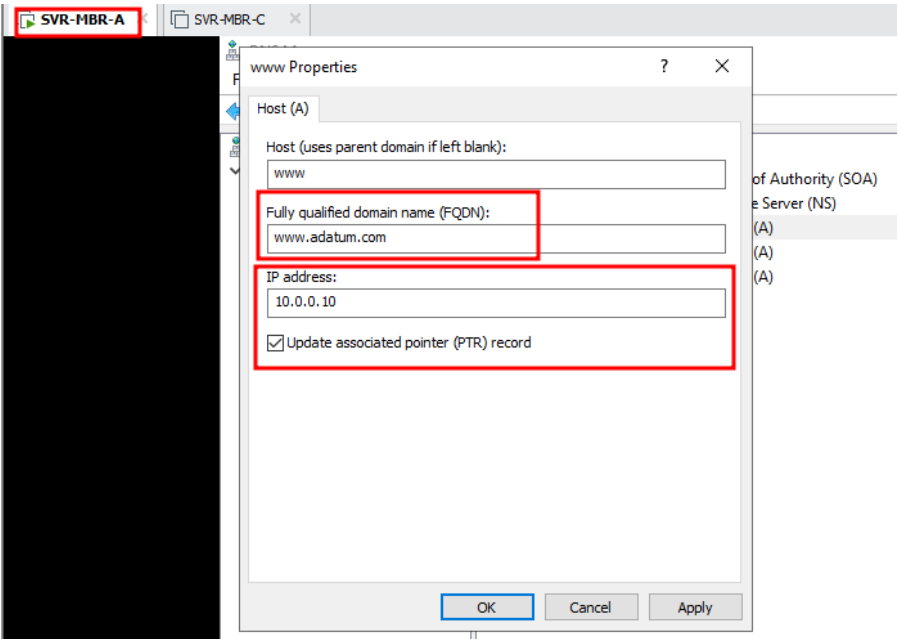 SVR-MBR-A
SVR-MBR-C
www Properties
F
Host (A)
Host (uses parent domain if left blank):
www
of Authority (SOA)
e Server (NS)
Fully qualified domain name (FQDN):
(A)
www.adatum.com
(A)
IP address:
(A)
10.0.0.10
Update associated pointer (PTR) record
OK Cancel Apply